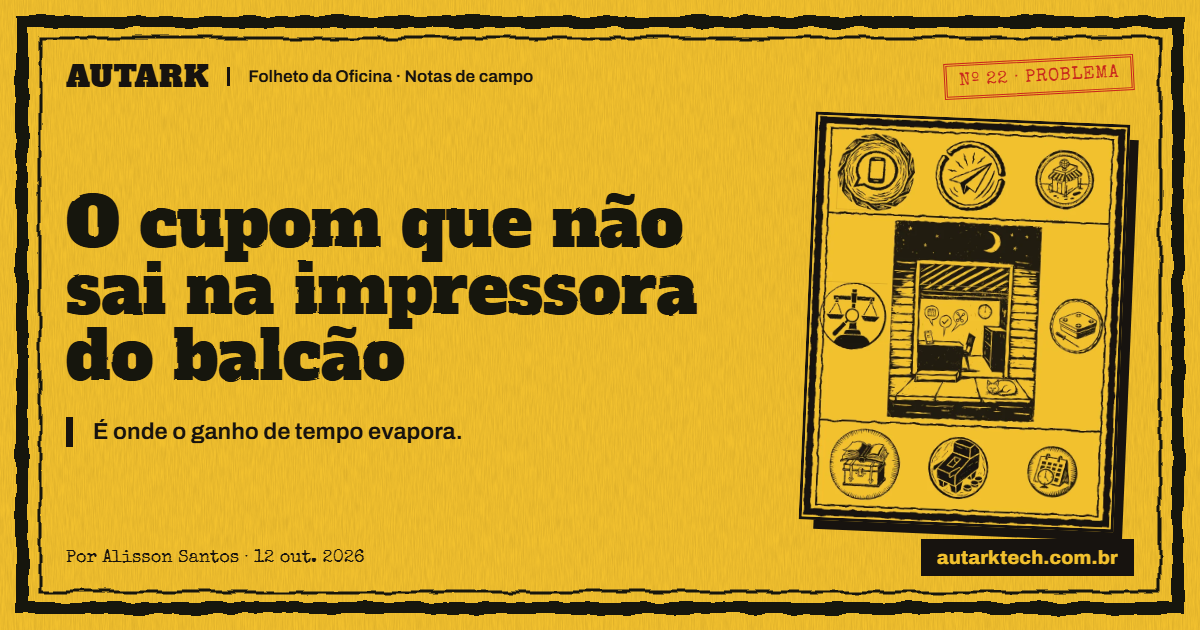 AUTARK
Folheto da Oficina · Notas de campo
Nº 22 · PROBLEMA
O cupom que não
sai na impressora
do balcão
É onde o ganho de tempo evapora.
Por Alisson Santos · 12 out. 2026
autarktech.com.br